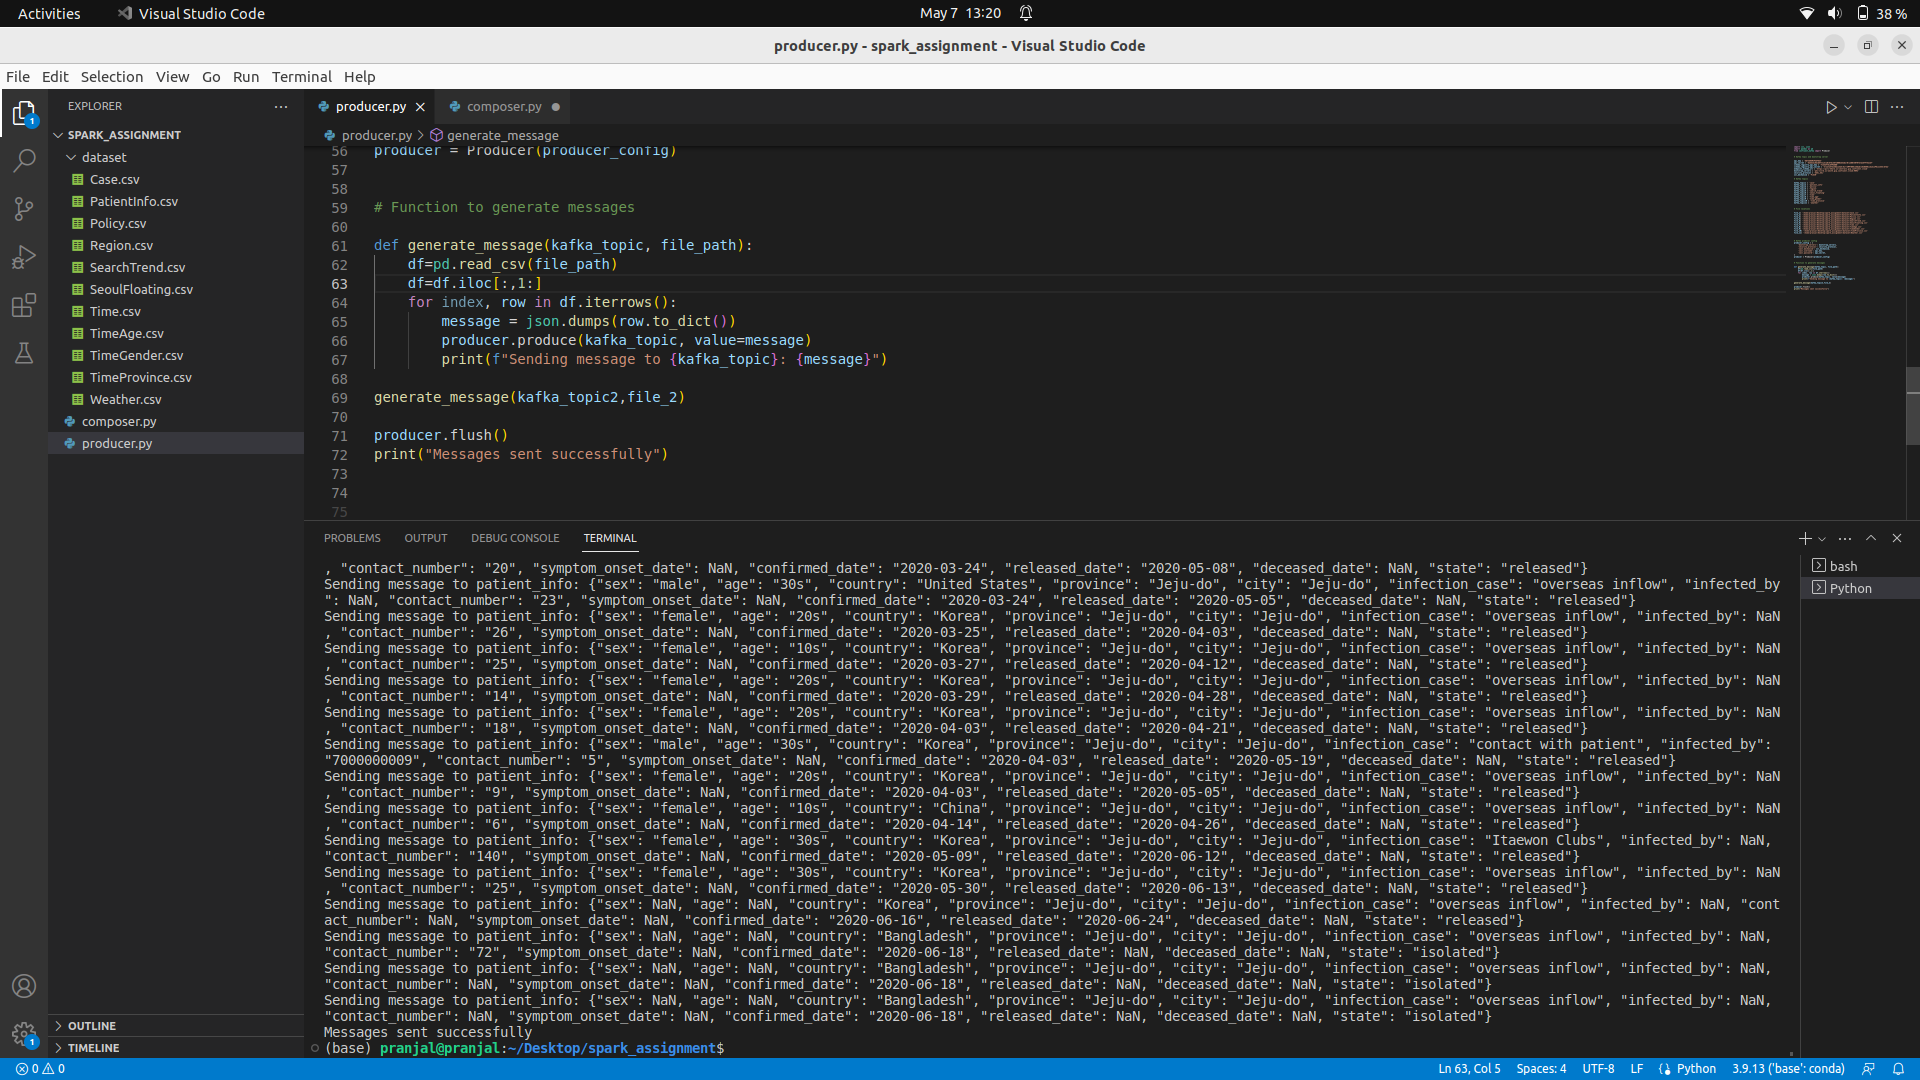 Activities Visual Studio Code May 7 13:20 38 %
producer.py - spark_assignment - Visual Studio Code
File Edit Selection View Go Run Terminal Help
EXPLORER
SPARK_ASSIGNMENT
dataset
Case.csv
PatientInfo.csv
Policy.csv
Region.csv
SearchTrend.csv
SeoulFloating.csv
Time.csv
TimeAge.csv
TimeGender.csv
TimeProvince.csv
Weather.csv
composer.py
producer.py
OUTLINE
TIMELINE
producer.py composer.py
producer.py > generate_message
56 producer = Producer(producer_config)
57
58
59 # Function to generate messages
60
61 def generate_message(kafka_topic, file_path):
62 df=pd.read_csv(file_path)
63 df=df.iloc[:,1:]
64 for index, row in df.iterrows():
65 message = json.dumps(row.to_dict())
66 producer.produce(kafka_topic, value=message)
67 print(f"Sending message to {kafka_topic}: {message}")
68
69 generate_message(kafka_topic2,file_2)
70
71 producer.flush()
72 print("Messages sent successfully")
73
74
75
PROBLEMS OUTPUT DEBUG CONSOLE TERMINAL
bash
Python
, "contact_number": "20", "symptom_onset_date": NaN, "confirmed_date": "2020-03-24", "released_date": "2020-05-08", "deceased_date": NaN, "state": "released"}
Sending message to patient_info: {"sex": "male", "age": "30s", "country": "United States", "province": "Jeju-do", "city": "Jeju-do", "infection_case": "overseas inflow", "infected_by
": NaN, "contact_number": "23", "symptom_onset_date": NaN, "confirmed_date": "2020-03-24", "released_date": "2020-05-05", "deceased_date": NaN, "state": "released"}
Sending message to patient_info: {"sex": "female", "age": "20s", "country": "Korea", "province": "Jeju-do", "city": "Jeju-do", "infection_case": "overseas inflow", "infected_by": NaN
, "contact_number": "26", "symptom_onset_date": NaN, "confirmed_date": "2020-03-25", "released_date": "2020-04-03", "deceased_date": NaN, "state": "released"}
Sending message to patient_info: {"sex": "female", "age": "10s", "country": "Korea", "province": "Jeju-do", "city": "Jeju-do", "infection_case": "overseas inflow", "infected_by": NaN
, "contact_number": "25", "symptom_onset_date": NaN, "confirmed_date": "2020-03-27", "released_date": "2020-04-12", "deceased_date": NaN, "state": "released"}
Sending message to patient_info: {"sex": "female", "age": "20s", "country": "Korea", "province": "Jeju-do", "city": "Jeju-do", "infection_case": "overseas inflow", "infected_by": NaN
, "contact_number": "14", "symptom_onset_date": NaN, "confirmed_date": "2020-03-29", "released_date": "2020-04-28", "deceased_date": NaN, "state": "released"}
Sending message to patient_info: {"sex": "female", "age": "20s", "country": "Korea", "province": "Jeju-do", "city": "Jeju-do", "infection_case": "overseas inflow", "infected_by": NaN
, "contact_number": "18", "symptom_onset_date": NaN, "confirmed_date": "2020-04-03", "released_date": "2020-04-21", "deceased_date": NaN, "state": "released"}
Sending message to patient_info: {"sex": "male", "age": "30s", "country": "Korea", "province": "Jeju-do", "city": "Jeju-do", "infection_case": "contact with patient", "infected_by":
"7000000009", "contact_number": "5", "symptom_onset_date": NaN, "confirmed_date": "2020-04-03", "released_date": "2020-05-19", "deceased_date": NaN, "state": "released"}
Sending message to patient_info: {"sex": "female", "age": "20s", "country": "Korea", "province": "Jeju-do", "city": "Jeju-do", "infection_case": "overseas inflow", "infected_by": NaN
, "contact_number": "9", "symptom_onset_date": NaN, "confirmed_date": "2020-04-03", "released_date": "2020-05-05", "deceased_date": NaN, "state": "released"}
Sending message to patient_info: {"sex": "female", "age": "10s", "country": "China", "province": "Jeju-do", "city": "Jeju-do", "infection_case": "overseas inflow", "infected_by": NaN
, "contact_number": "6", "symptom_onset_date": NaN, "confirmed_date": "2020-04-14", "released_date": "2020-04-26", "deceased_date": NaN, "state": "released"}
Sending message to patient_info: {"sex": "female", "age": "30s", "country": "Korea", "province": "Jeju-do", "city": "Jeju-do", "infection_case": "Itaewon Clubs", "infected_by": NaN,
"contact_number": "140", "symptom_onset_date": NaN, "confirmed_date": "2020-05-09", "released_date": "2020-06-12", "deceased_date": NaN, "state": "released"}
Sending message to patient_info: {"sex": "female", "age": "30s", "country": "Korea", "province": "Jeju-do", "city": "Jeju-do", "infection_case": "overseas inflow", "infected_by": NaN
, "contact_number": "25", "symptom_onset_date": NaN, "confirmed_date": "2020-05-30", "released_date": "2020-06-13", "deceased_date": NaN, "state": "released"}
Sending message to patient_info: {"sex": NaN, "age": NaN, "country": "Korea", "province": "Jeju-do", "city": "Jeju-do", "infection_case": "overseas inflow", "infected_by": NaN, "cont
act_number": NaN, "symptom_onset_date": NaN, "confirmed_date": "2020-06-16", "released_date": "2020-06-24", "deceased_date": NaN, "state": "released"}
Sending message to patient_info: {"sex": NaN, "age": NaN, "country": "Bangladesh", "province": "Jeju-do", "city": "Jeju-do", "infection_case": "overseas inflow", "infected_by": NaN,
"contact_number": "72", "symptom_onset_date": NaN, "confirmed_date": "2020-06-18", "released_date": NaN, "deceased_date": NaN, "state": "isolated"}
Sending message to patient_info: {"sex": NaN, "age": NaN, "country": "Bangladesh", "province": "Jeju-do", "city": "Jeju-do", "infection_case": "overseas inflow", "infected_by": NaN,
"contact_number": NaN, "symptom_onset_date": NaN, "confirmed_date": "2020-06-18", "released_date": NaN, "deceased_date": NaN, "state": "isolated"}
Sending message to patient_info: {"sex": NaN, "age": NaN, "country": "Bangladesh", "province": "Jeju-do", "city": "Jeju-do", "infection_case": "overseas inflow", "infected_by": NaN,
"contact_number": NaN, "symptom_onset_date": NaN, "confirmed_date": "2020-06-18", "released_date": NaN, "deceased_date": NaN, "state": "isolated"}
Messages sent successfully
(base) pranjal@pranjal:~/Desktop/spark_assignment$
0 0 Ln 63, Col 5 Spaces: 4 UTF-8 LF Python 3.9.13 ('base': conda)